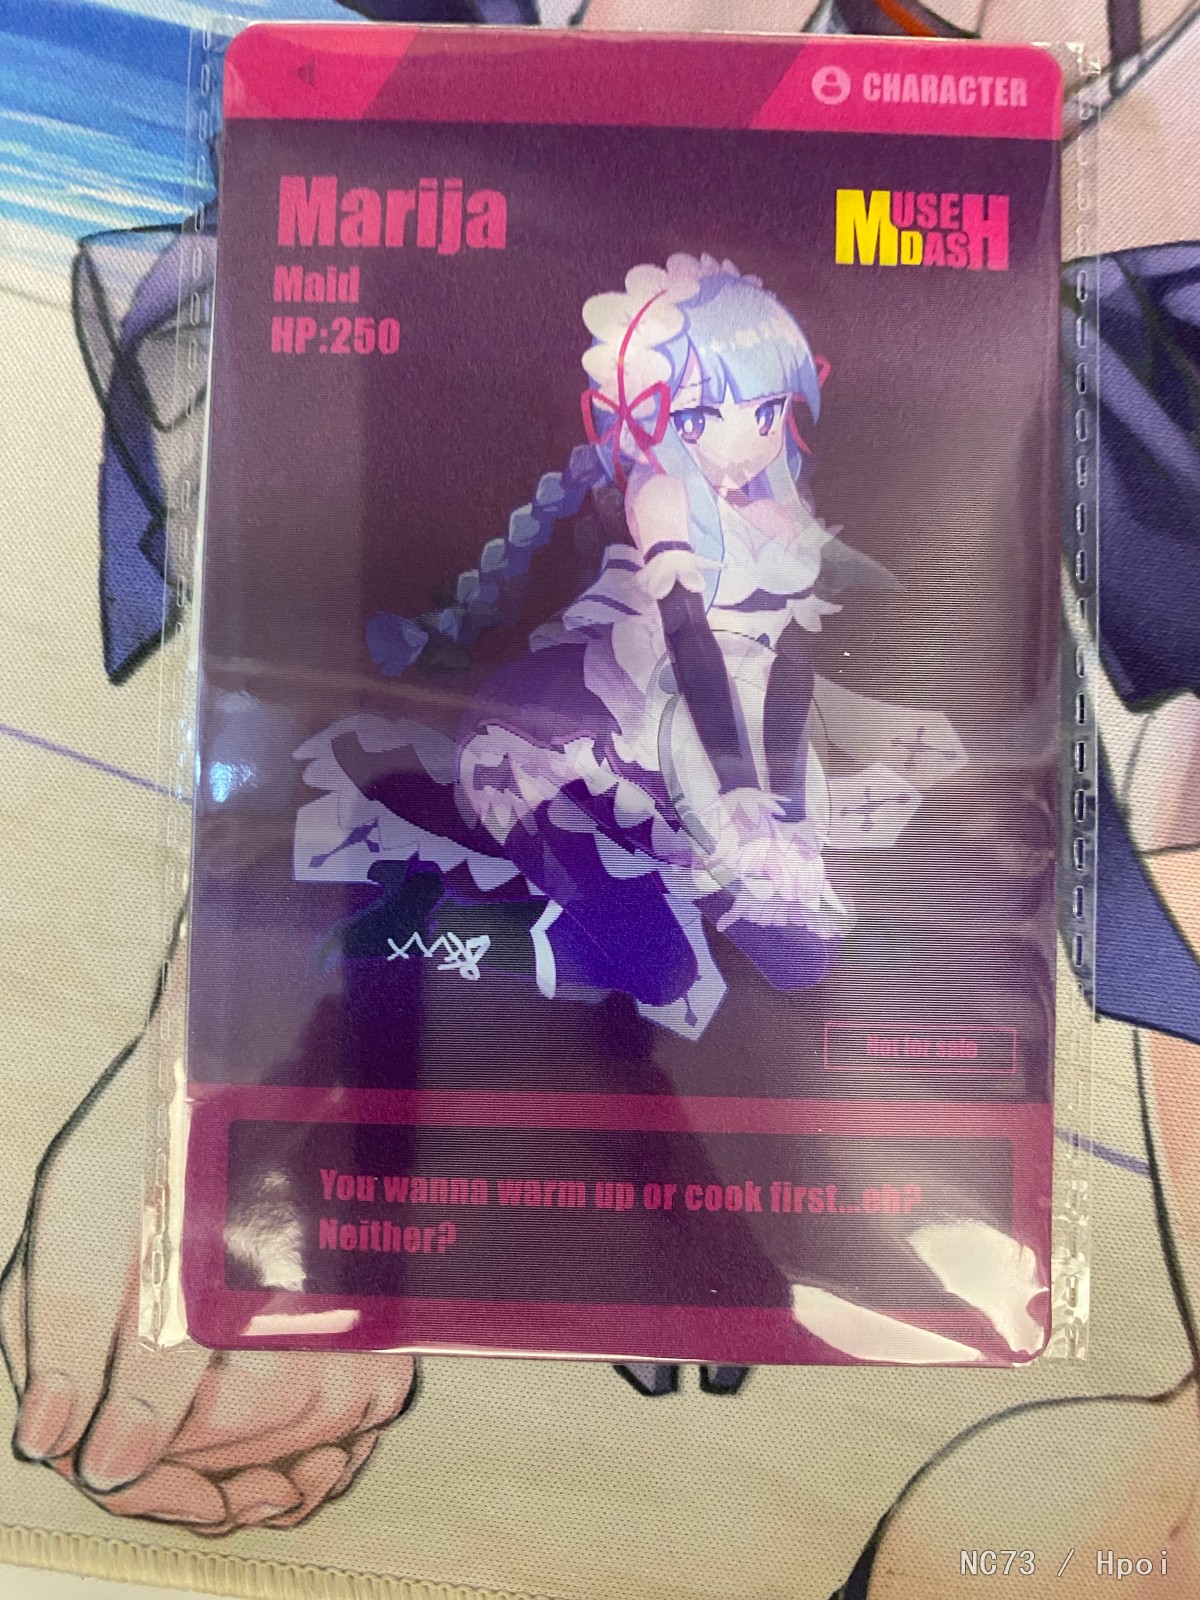 CHARACTER
Marija
MUSE DASH
Maid
HP:250
Not for sale
You wanna warm up or cook first...eh?
Neither?
NC73 / Hpoi